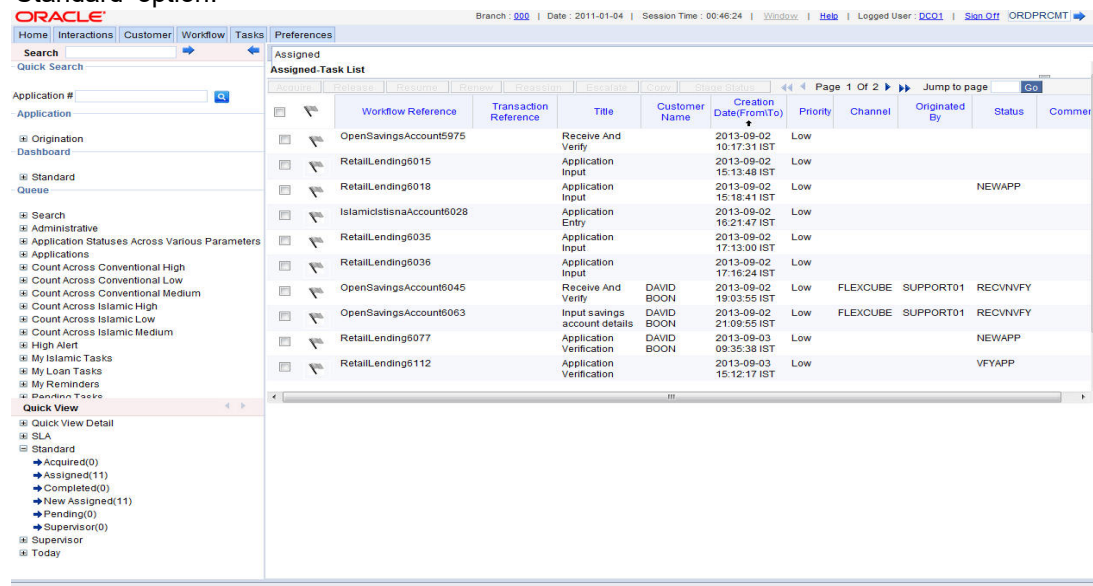 Standard" option.
ORACLE
Branch : 000 | Date : 2011-01-04 | Session Time : 00:46:24 | Window | Help | Logged User : DCO1 | Sign Off ORDPRCMT
Home Interactions Customer Workflow Tasks Preferences
Search
Quick Search
Application #
Application
Origination
Dashboard
Standard
Queue
Search
Administrative
Application Statuses Across Various Parameters
Applications
Count Across Conventional High
Count Across Conventional Low
Count Across Conventional Medium
Count Across Islamic High
Count Across Islamic Low
Count Across Islamic Medium
High Alert
My Islamic Tasks
My Loan Tasks
My Reminders
Pending Tasks
Quick View
Quick View Detail
SLA
Standard
Acquired(0)
Assigned(11)
Completed(0)
New Assigned(11)
Pending(0)
Supervisor(0)
Supervisor
Today
Assigned
Assigned-Task List
Acquire Release Resume Renew Reassign Escalate Copy Stage Status Page 1 Of 2 Jump to page Go
Workflow Reference Transaction Reference Title Customer Name Creation Date(From\To) Priority Channel Originated By Status Commer
OpenSavingsAccount5975 Receive And Verify 2013-09-02 10:17:31 IST Low
RetailLending6015 Application Input 2013-09-02 15:13:48 IST Low
RetailLending6018 Application Input 2013-09-02 15:18:41 IST Low NEWAPP
IslamicIstisnaAccount6028 Application Entry 2013-09-02 16:21:47 IST Low
RetailLending6035 Application Input 2013-09-02 17:13:00 IST Low
RetailLending6036 Application Input 2013-09-02 17:16:24 IST Low
OpenSavingsAccount6045 Receive And Verify DAVID BOON 2013-09-02 19:03:55 IST Low FLEXCUBE SUPPORT01 RECVNVFY
OpenSavingsAccount6063 Input savings account details DAVID BOON 2013-09-02 21:09:55 IST Low FLEXCUBE SUPPORT01 RECVNVFY
RetailLending6077 Application Verification DAVID BOON 2013-09-03 09:35:38 IST Low NEWAPP
RetailLending6112 Application Verification 2013-09-03 15:12:17 IST Low VFYAPP